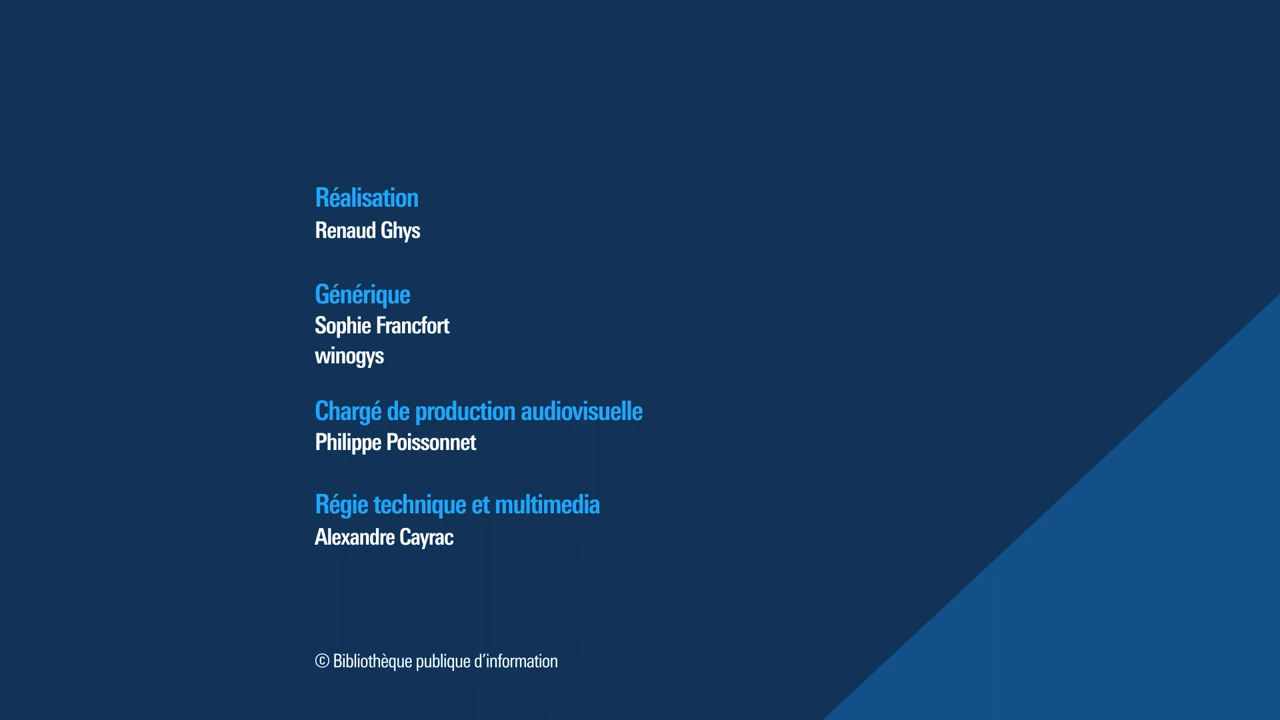 Réalisation
Renaud Ghys
Générique
Sophie Francfort
winogys
Chargé de production audiovisuelle
Philippe Poissonnet
Régie technique et multimedia
Alexandre Cayrac
© Bibliothèque publique d’information